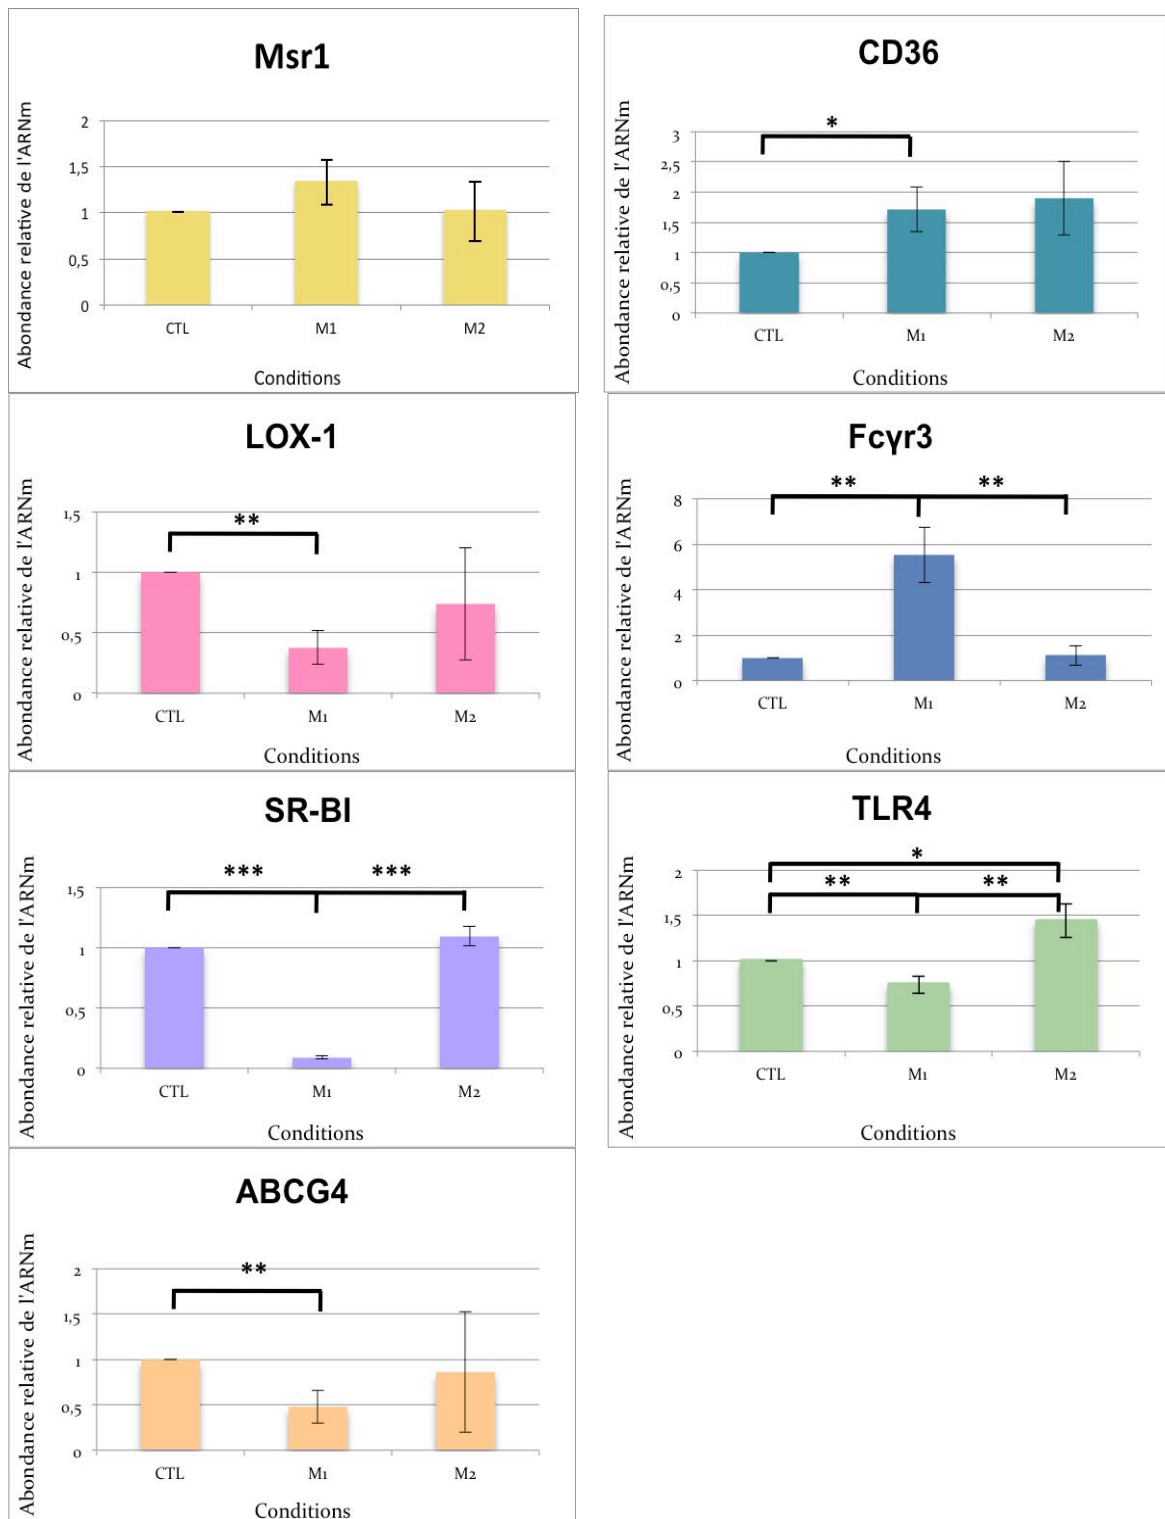 Msr1
Abondance relative de l'ARNm
2
1,5
1
0,5
0
CTL M1 M2
Conditions
CD36
*
Abondance relative de l'ARNm
3
2,5
2
1,5
1
0,5
0
CTL M1 M2
Conditions
LOX-1
**
Abondance relative de l'ARNm
1,5
1
0,5
0
CTL M1 M2
Conditions
Fcγr3
** **
Abondance relative de l'ARNm
8
6
4
2
0
CTL M1 M2
Conditions
SR-BI
*** ***
Abondance relative de l'ARNm
1,5
1
0,5
0
CTL M1 M2
Conditions
TLR4
*
** **
Abondance relative de l'ARNm
2
1,5
1
0,5
0
CTL M1 M2
Conditions
ABCG4
**
Abondance relative de l'ARNm
2
1,5
1
0,5
0
CTL M1 M2
Conditions